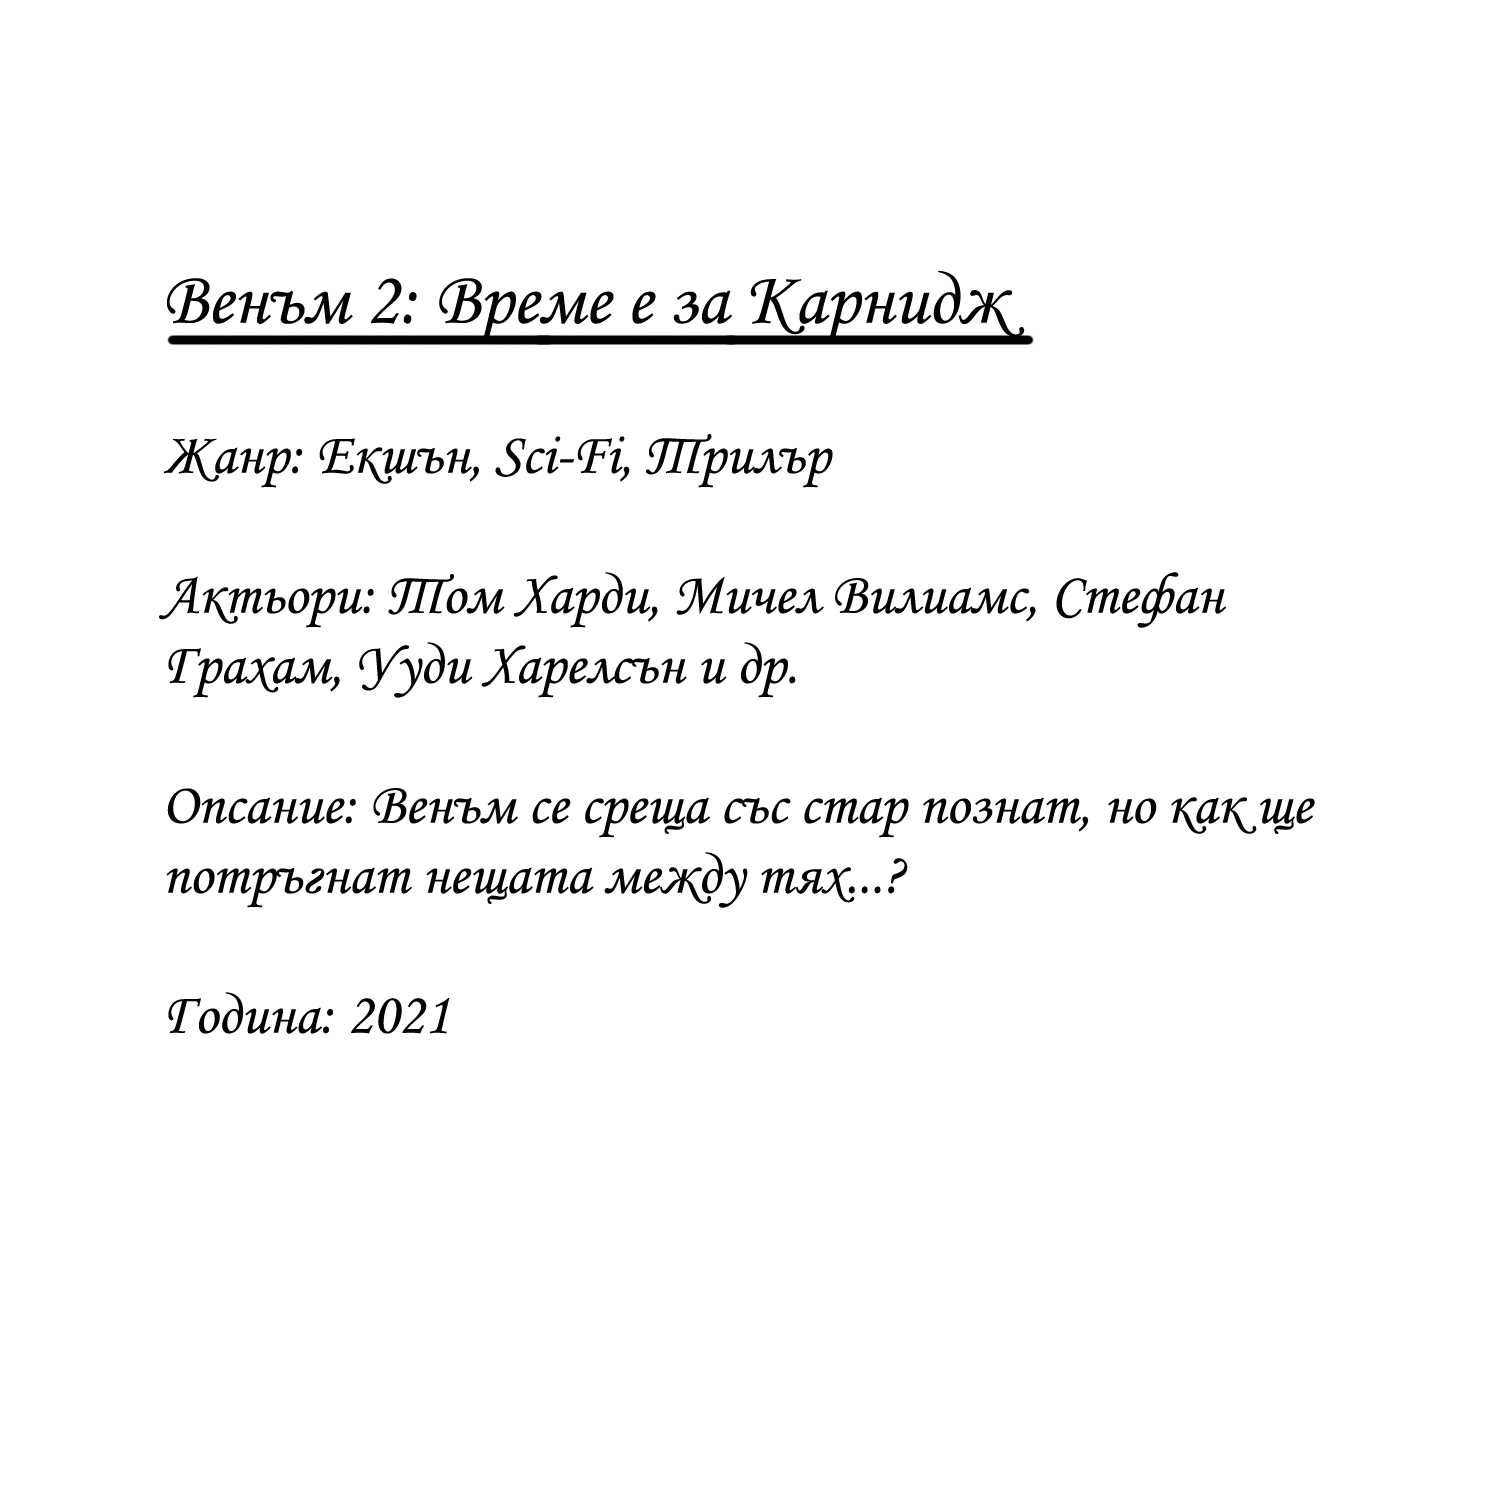 Венъм 2: Време е за Карнидж
Жанр: Екшън, Sci-Fi, Трилър
Актьори: Том Харди, Мичел Вилиамс, Стефан
Грахам, Ууди Харелсън и др.
Опсание: Венъм се среща със стар познат, но как ще
потръгнат нещата между тях...?
Година: 2021